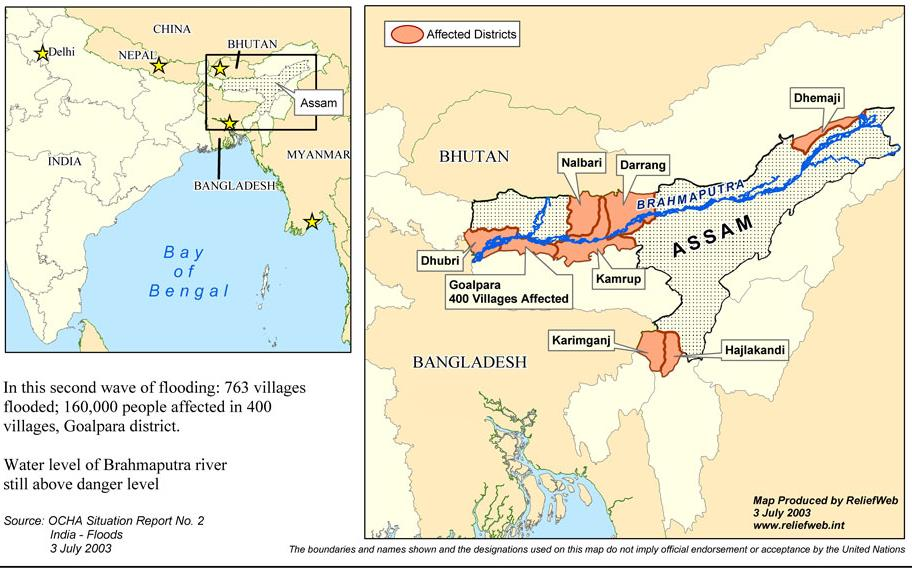 CHINA
Delhi
NEPAL
BHUTAN
Assam
INDIA
MYANMAR
BANGLADESH
Bay
of
Bengal
In this second wave of flooding: 763 villages
flooded; 160,000 people affected in 400
villages, Goalpara district.
Water level of Brahmaputra river
still above danger level
Source: OCHA Situation Report No. 2
India - Floods
3 July 2003
Affected Districts
Dhemaji
BHUTAN
Nalbari
Darrang
BRAHMAPUTRA
ASSAM
Dhubri
Goalpara
400 Villages Affected
Kamrup
Karimganj
Hajlakandi
BANGLADESH
Map Produced by ReliefWeb
3 July 2003
www.reliefweb.int
The boundaries and names shown and the designations used on this map do not imply official endorsement or acceptance by the United Nations